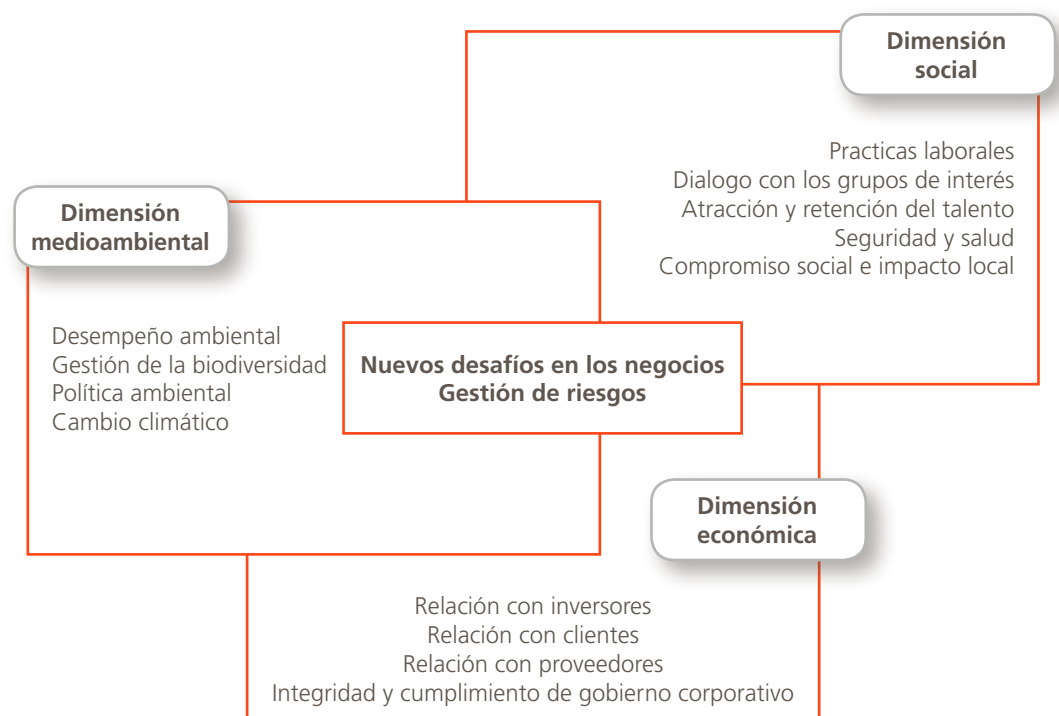 Dimensión
social
Practicas laborales
Dialogo con los grupos de interés
Atracción y retención del talento
Seguridad y salud
Compromiso social e impacto local
Dimensión
medioambiental
Desempeño ambiental
Gestión de la biodiversidad
Política ambiental
Cambio climático
Nuevos desafíos en los negocios
Gestión de riesgos
Dimensión
económica
Relación con inversores
Relación con clientes
Relación con proveedores
Integridad y cumplimiento de gobierno corporativo